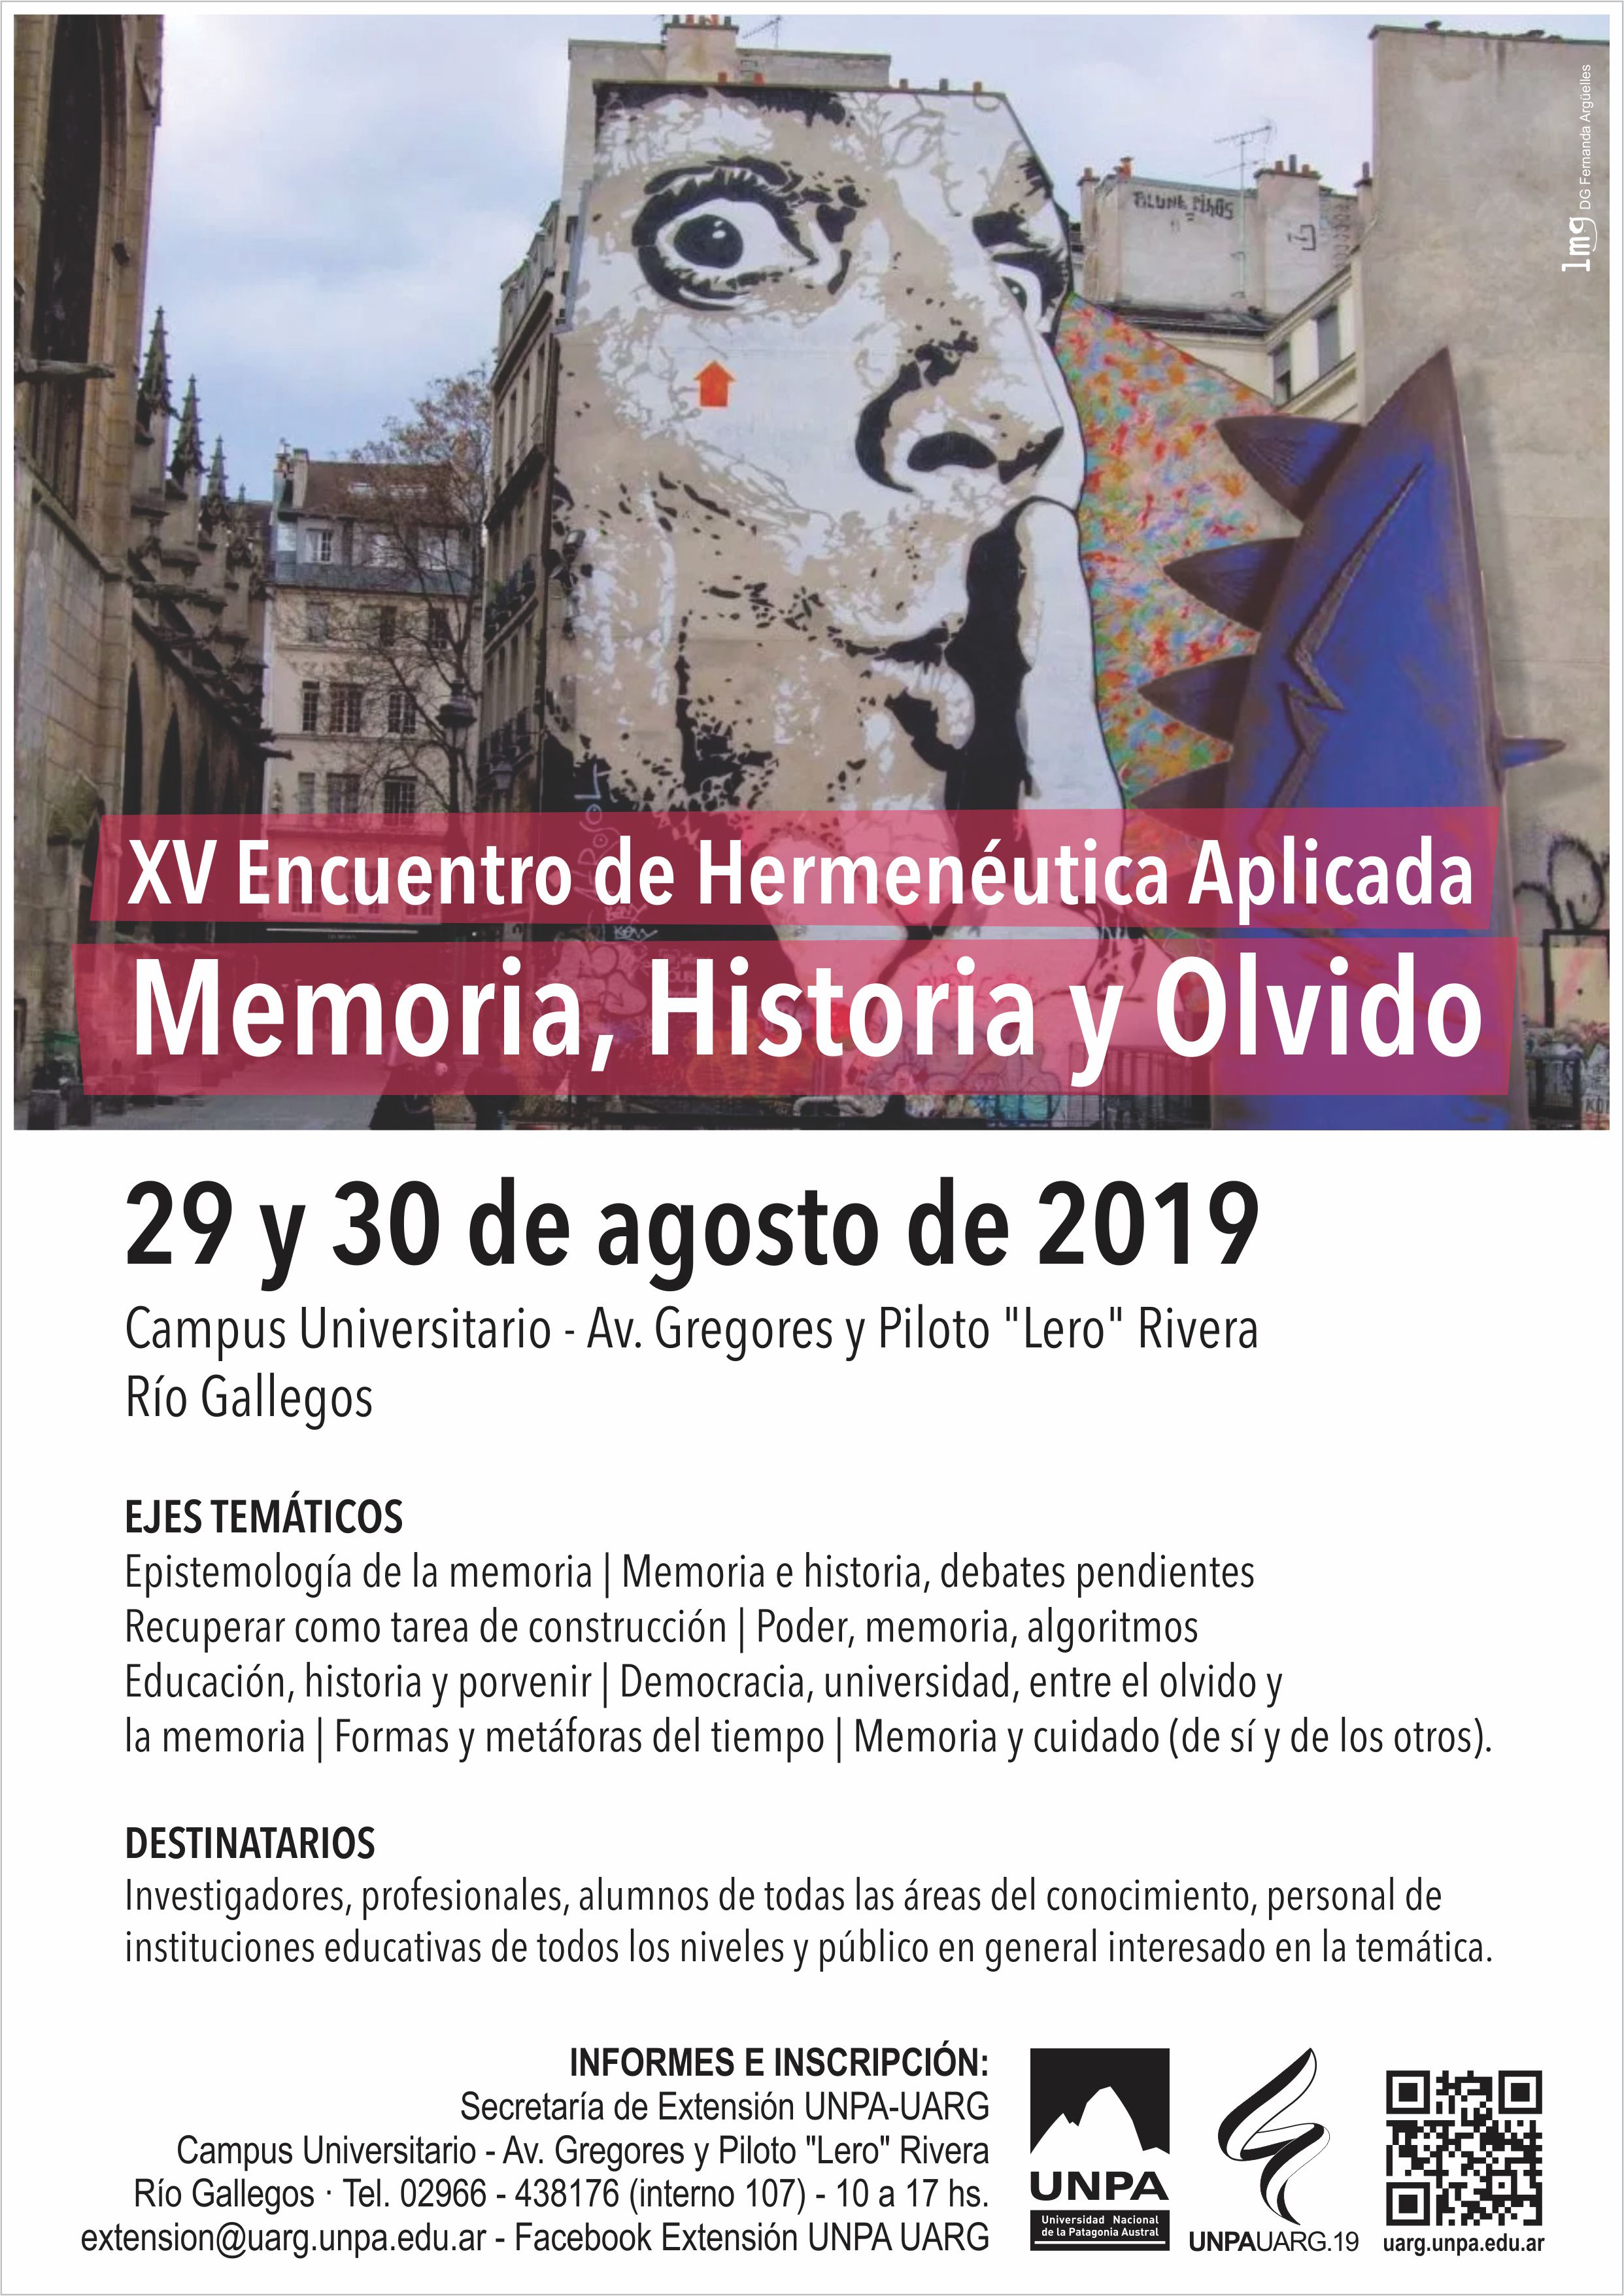 lmg DG Fernanda Argüelles
TILUNE PIHOS
XV Encuentro de Hermenéutica Aplicada
Memoria, Historia y Olvido
29 y 30 de agosto de 2019
Campus Universitario - Av. Gregores y Piloto "Lero" Rivera
Río Gallegos
EJES TEMÁTICOS
Epistemología de la memoria | Memoria e historia, debates pendientes
Recuperar como tarea de construcción | Poder, memoria, algoritmos
Educación, historia y porvenir | Democracia, universidad, entre el olvido y
la memoria | Formas y metáforas del tiempo | Memoria y cuidado (de sí y de los otros).
DESTINATARIOS
Investigadores, profesionales, alumnos de todas las áreas del conocimiento, personal de
instituciones educativas de todos los niveles y público en general interesado en la temática.
INFORMES E INSCRIPCIÓN:
Secretaría de Extensión UNPA-UARG
Campus Universitario - Av. Gregores y Piloto "Lero" Rivera
Río Gallegos · Tel. 02966 - 438176 (interno 107) - 10 a 17 hs.
extension@uarg.unpa.edu.ar - Facebook Extensión UNPA UARG
UNPA
Universidad Nacional
de la Patagonia Austral
UNPAUARG.19
uarg.unpa.edu.ar